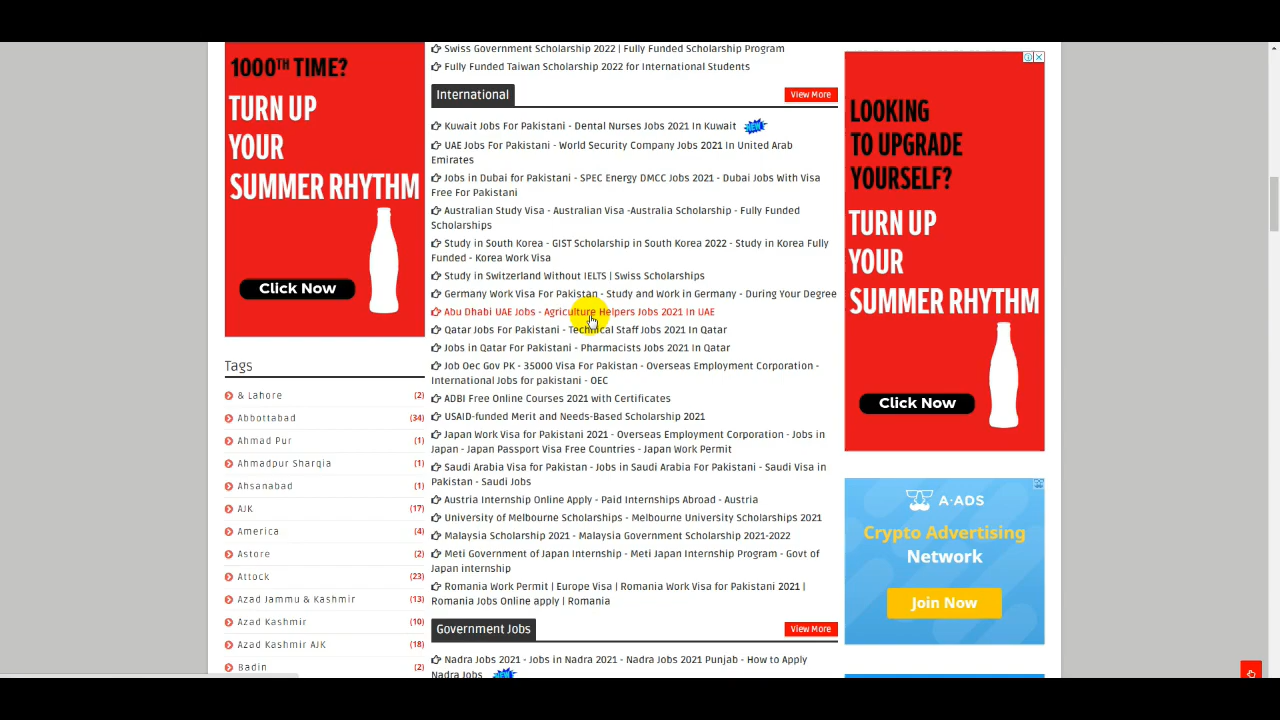 1000TH TIME?
TURN UP
YOUR
SUMMER RHYTHM
Click Now
Tags
& Lahore (2)
Abbottabad (34)
Ahmad Pur (1)
Ahmadpur Sharqia (1)
Ahsanabad (1)
AJK (17)
America (4)
Astore (2)
Attock (23)
Azad Jammu & Kashmir (13)
Azad Kashmir (10)
Azad Kashmir AJK (18)
Badin (2)
Swiss Government Scholarship 2022 | Fully Funded Scholarship Program
Fully Funded Taiwan Scholarship 2022 for International Students
International View More
Kuwait Jobs For Pakistani - Dental Nurses Jobs 2021 In Kuwait NEW
UAE Jobs For Pakistani - World Security Company Jobs 2021 In United Arab
Emirates
Jobs in Dubai for Pakistani - SPEC Energy DMCC Jobs 2021 - Dubai Jobs With Visa
Free For Pakistani
Australian Study Visa - Australian Visa -Australia Scholarship - Fully Funded
Scholarships
Study in South Korea - GIST Scholarship in South Korea 2022 - Study in Korea Fully
Funded - Korea Work Visa
Study in Switzerland Without IELTS | Swiss Scholarships
Germany Work Visa For Pakistan - Study and Work in Germany - During Your Degree
Abu Dhabi UAE Jobs - Agriculture Helpers Jobs 2021 In UAE
Qatar Jobs For Pakistani - Technical Staff Jobs 2021 In Qatar
Jobs in Qatar For Pakistani - Pharmacists Jobs 2021 In Qatar
Job Oec Gov PK - 35000 Visa For Pakistan - Overseas Employment Corporation -
International Jobs for pakistani - OEC
ADBI Free Online Courses 2021 with Certificates
USAID-funded Merit and Needs-Based Scholarship 2021
Japan Work Visa for Pakistani 2021 - Overseas Employment Corporation - Jobs in
Japan - Japan Passport Visa Free Countries - Japan Work Permit
Saudi Arabia Visa for Pakistan - Jobs in Saudi Arabia For Pakistani - Saudi Visa in
Pakistan - Saudi Jobs
Austria Internship Online Apply - Paid Internships Abroad - Austria
University of Melbourne Scholarships - Melbourne University Scholarships 2021
Malaysia Scholarship 2021 - Malaysia Government Scholarship 2021-2022
Meti Government of Japan Internship - Meti Japan Internship Program - Govt of
Japan internship
Romania Work Permit | Europe Visa | Romania Work Visa for Pakistani 2021 |
Romania Jobs Online apply | Romania
Government Jobs View More
Nadra Jobs 2021 - Jobs in Nadra 2021 - Nadra Jobs 2021 Punjab - How to Apply
Nadra Jobs NEW
LOOKING
TO UPGRADE
YOURSELF?
TURN UP
YOUR
SUMMER RHYTHM
Click Now
A-ADS
Crypto Advertising
Network
Join Now